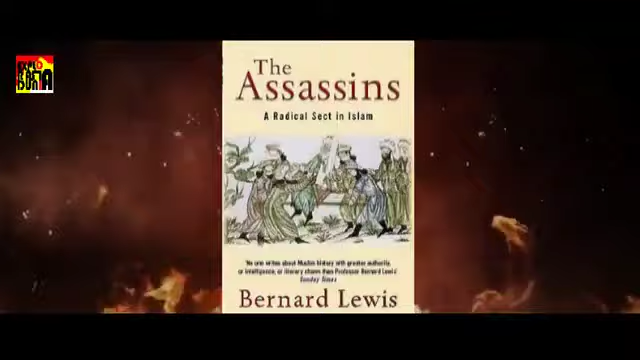 The
Assassins
A Radical Sect in Islam
'No one writes about Muslim history with greater authority,
or intelligence, or literary charm than Professor Bernard Lewis'
Sunday Times
Bernard Lewis